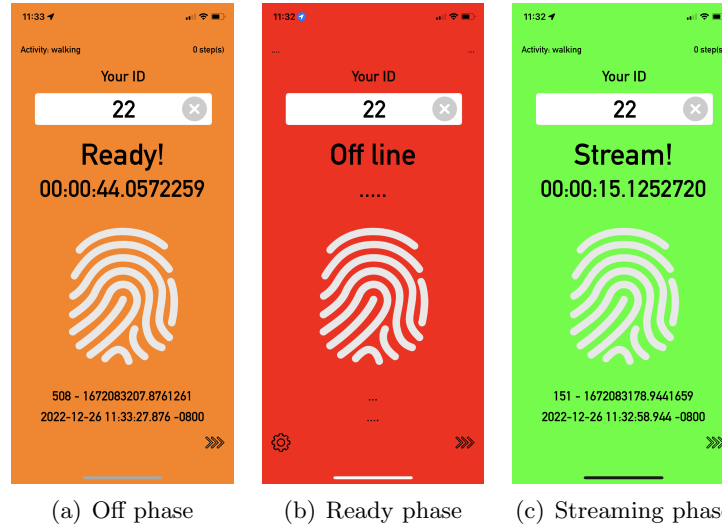 11:33
Activity: walking 0 step(s)
Your ID
22
Ready!
00:00:44.0572259
508 - 1672083207.8761261
2022-12-26 11:33:27.876 -0800
(a) Off phase
11:32
.... ...
Your ID
22
Off line
.....
...
....
(b) Ready phase
11:32
Activity: walking 0 step(s
Your ID
22
Stream!
00:00:15.1252720
151 - 1672083178.9441659
2022-12-26 11:32:58.944 -0800
(c) Streaming phase